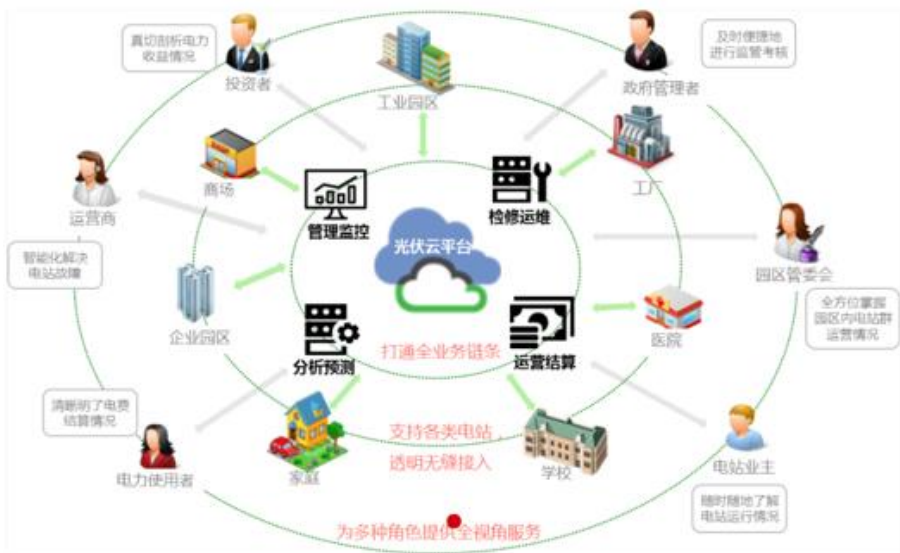 真切剖析电力
收益情况
投资者
工业园区
政府管理者
及时便捷地
进行监管考核
商场
工厂
运营商
管理监控
检修运维
光伏云平台
智能化解决
电站故障
园区管委会
企业园区
全方位掌握
园区内电站群
运营情况
医院
打通全业务链条
分析预测
运营结算
清晰明了电费
结算情况
支持各类电站，
透明无缝接入
电力使用者
家庭
学校
电站业主
随时随地了解
电站运行情况
为多种角色提供全视角服务